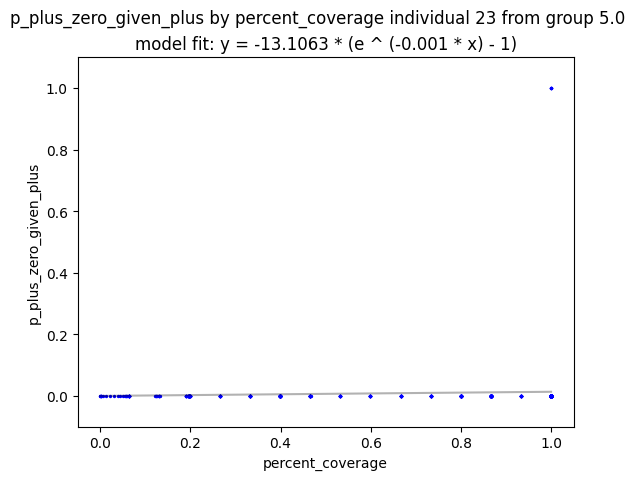 p_plus_zero_given_plus by percent_coverage individual 23 from group 5.0
model fit: y = -13.1063 * (e ^ (-0.001 * x) - 1)
1.0
0.8
0.6
0.4
0.2
0.0
p_plus_zero_given_plus
0.0 0.2 0.4 0.6 0.8 1.0
percent_coverage